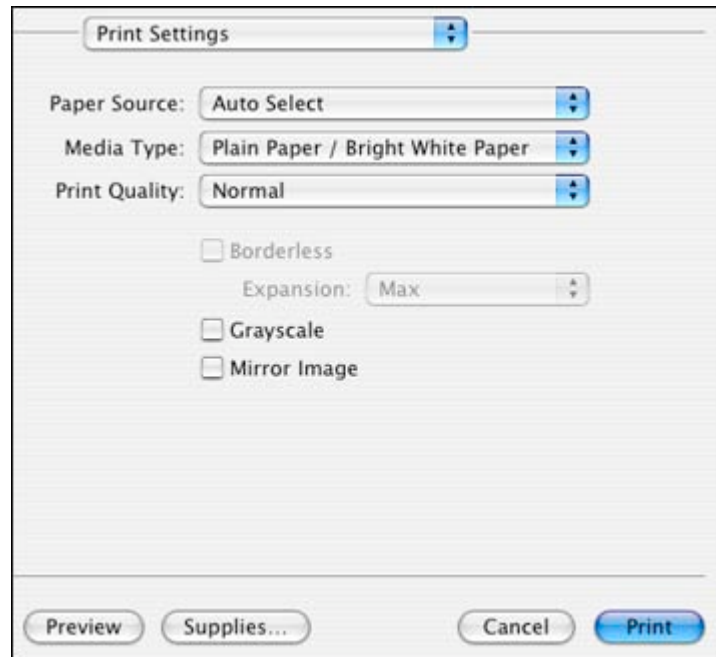 Print Settings
Paper Source: Auto Select
Media Type: Plain Paper / Bright White Paper
Print Quality: Normal
Borderless
Expansion: Max
Grayscale
Mirror Image
Preview Supplies... Cancel Print